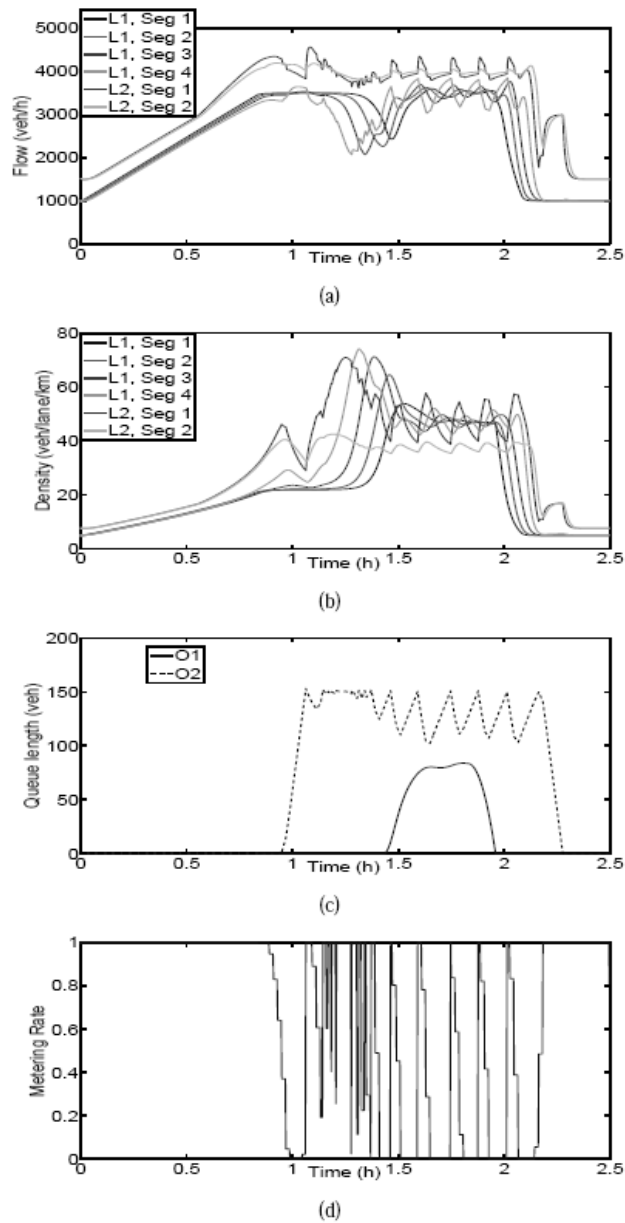 L1, Seg 1
L1, Seg 2
L1, Seg 3
L1, Seg 4
L2, Seg 1
L2, Seg 2
5000
4000
3000
2000
1000
0
Flow (veh/h)
0
0.5
1
1.5
2
2.5
Time (h)
(a)
L1, Seg 1
L1, Seg 2
L1, Seg 3
L1, Seg 4
L2, Seg 1
L2, Seg 2
80
60
40
20
0
Density (veh/lane/km)
0
0.5
1
1.5
2
2.5
Time (h)
(b)
O1
O2
200
150
100
50
0
Queue length (veh)
0
0.5
1
1.5
2
2.5
Time (h)
(c)
1
0.8
0.6
0.4
0.2
0
Metering Rate
0
0.5
1
1.5
2
2.5
Time (h)
(d)